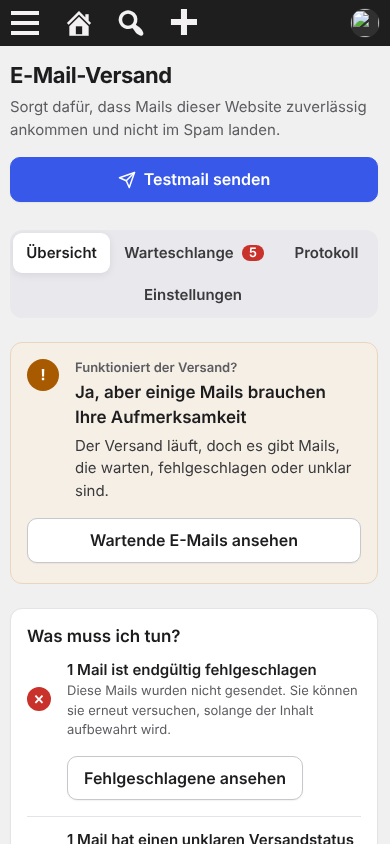 E-Mail-Versand
Sorgt dafür, dass Mails dieser Website zuverlässig
ankommen und nicht im Spam landen.
Testmail senden
Übersicht
Warteschlange 5
Protokoll
Einstellungen
!
Funktioniert der Versand?
Ja, aber einige Mails brauchen
Ihre Aufmerksamkeit
Der Versand läuft, doch es gibt Mails,
die warten, fehlgeschlagen oder unklar
sind.
Wartende E-Mails ansehen
Was muss ich tun?
1 Mail ist endgültig fehlgeschlagen
Diese Mails wurden nicht gesendet. Sie können
sie erneut versuchen, solange der Inhalt
aufbewahrt wird.
Fehlgeschlagene ansehen
1 Mail hat einen unklaren Versandstatus